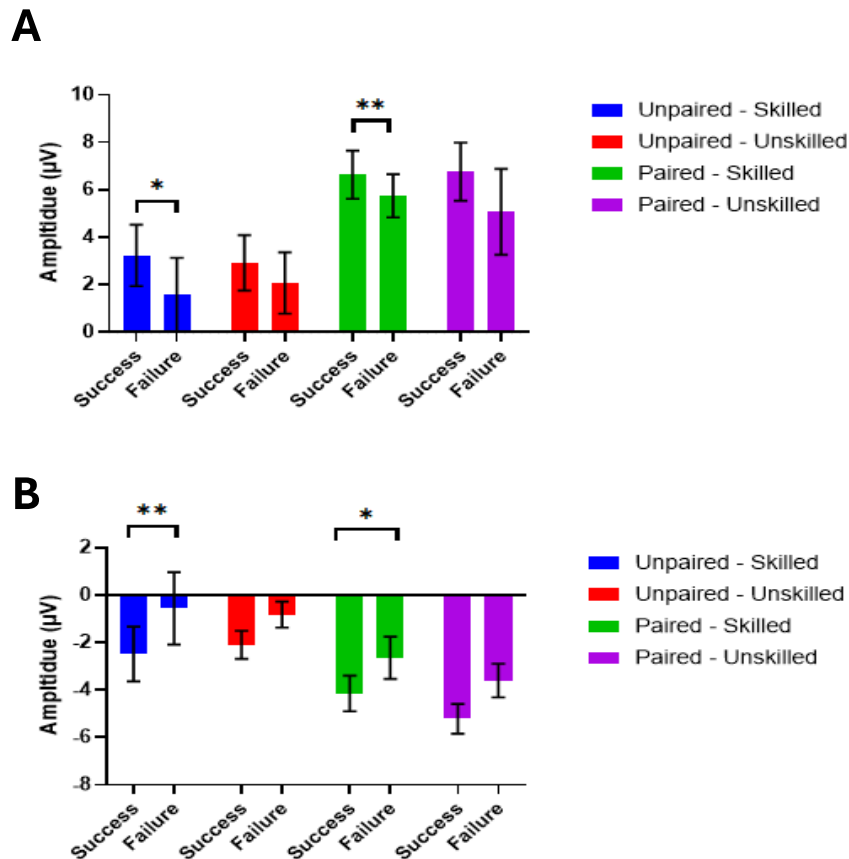 A
10
8
6
4
2
0
Ampltidue (µV)
*
**
Success
Failure
Success
Failure
Success
Failure
Success
Failure
Unpaired - Skilled
Unpaired - Unskilled
Paired - Skilled
Paired - Unskilled
B
2
0
-2
-4
-6
-8
Ampltidue (µV)
**
*
Success
Failure
Success
Failure
Success
Failure
Success
Failure
Unpaired - Skilled
Unpaired - Unskilled
Paired - Skilled
Paired - Unskilled